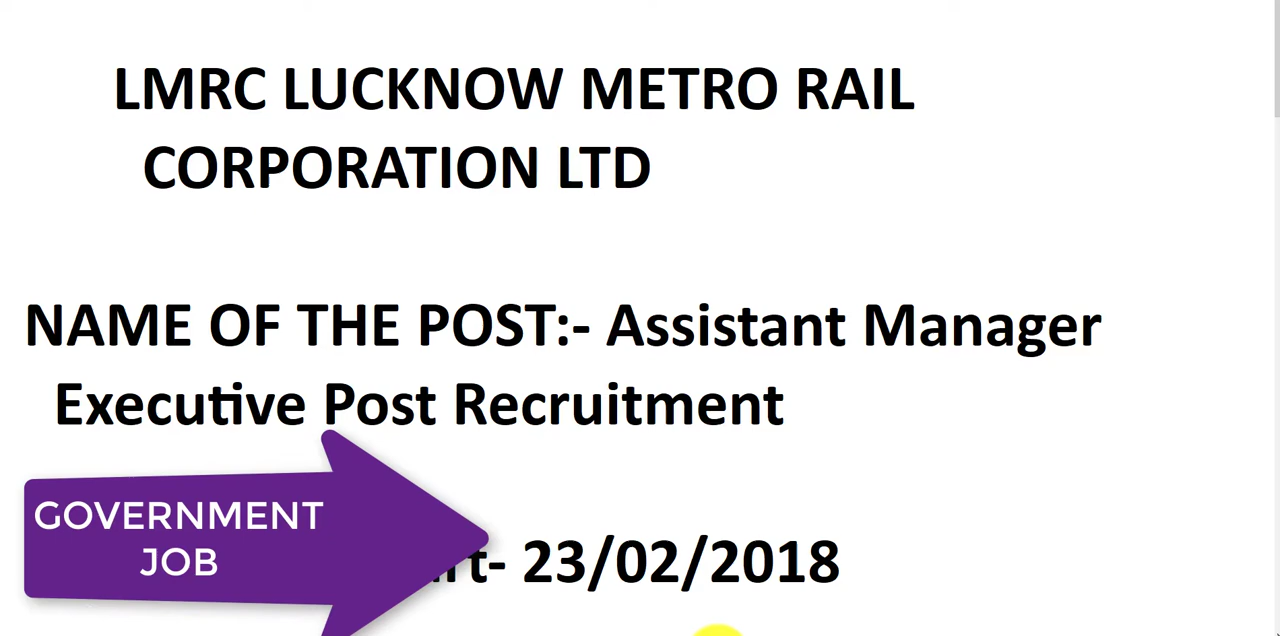 LMRC LUCKNOW METRO RAIL
CORPORATION LTD
NAME OF THE POST:- Assistant Manager
Executive Post Recruitment
GOVERNMENT
JOB
23/02/2018